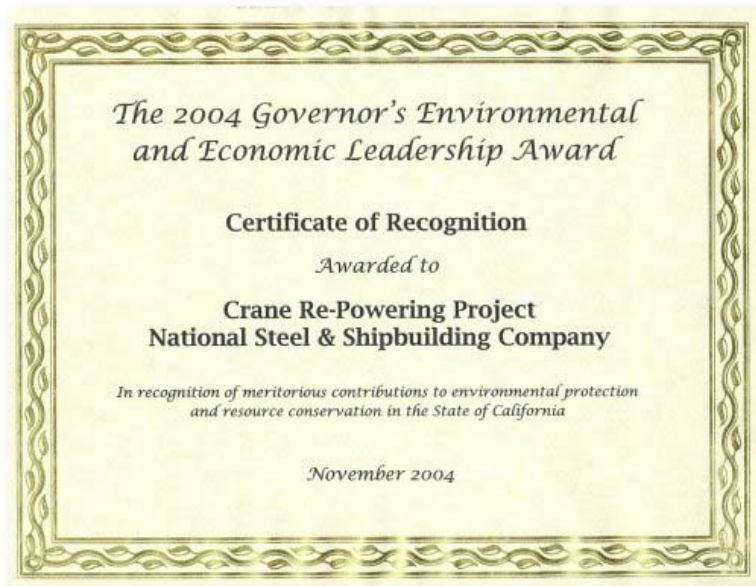 The 2004 Governor's Environmental
and Economic Leadership Award
Certificate of Recognition
Awarded to
Crane Re-Powering Project
National Steel & Shipbuilding Company
In recognition of meritorious contributions to environmental protection
and resource conservation in the State of California
November 2004